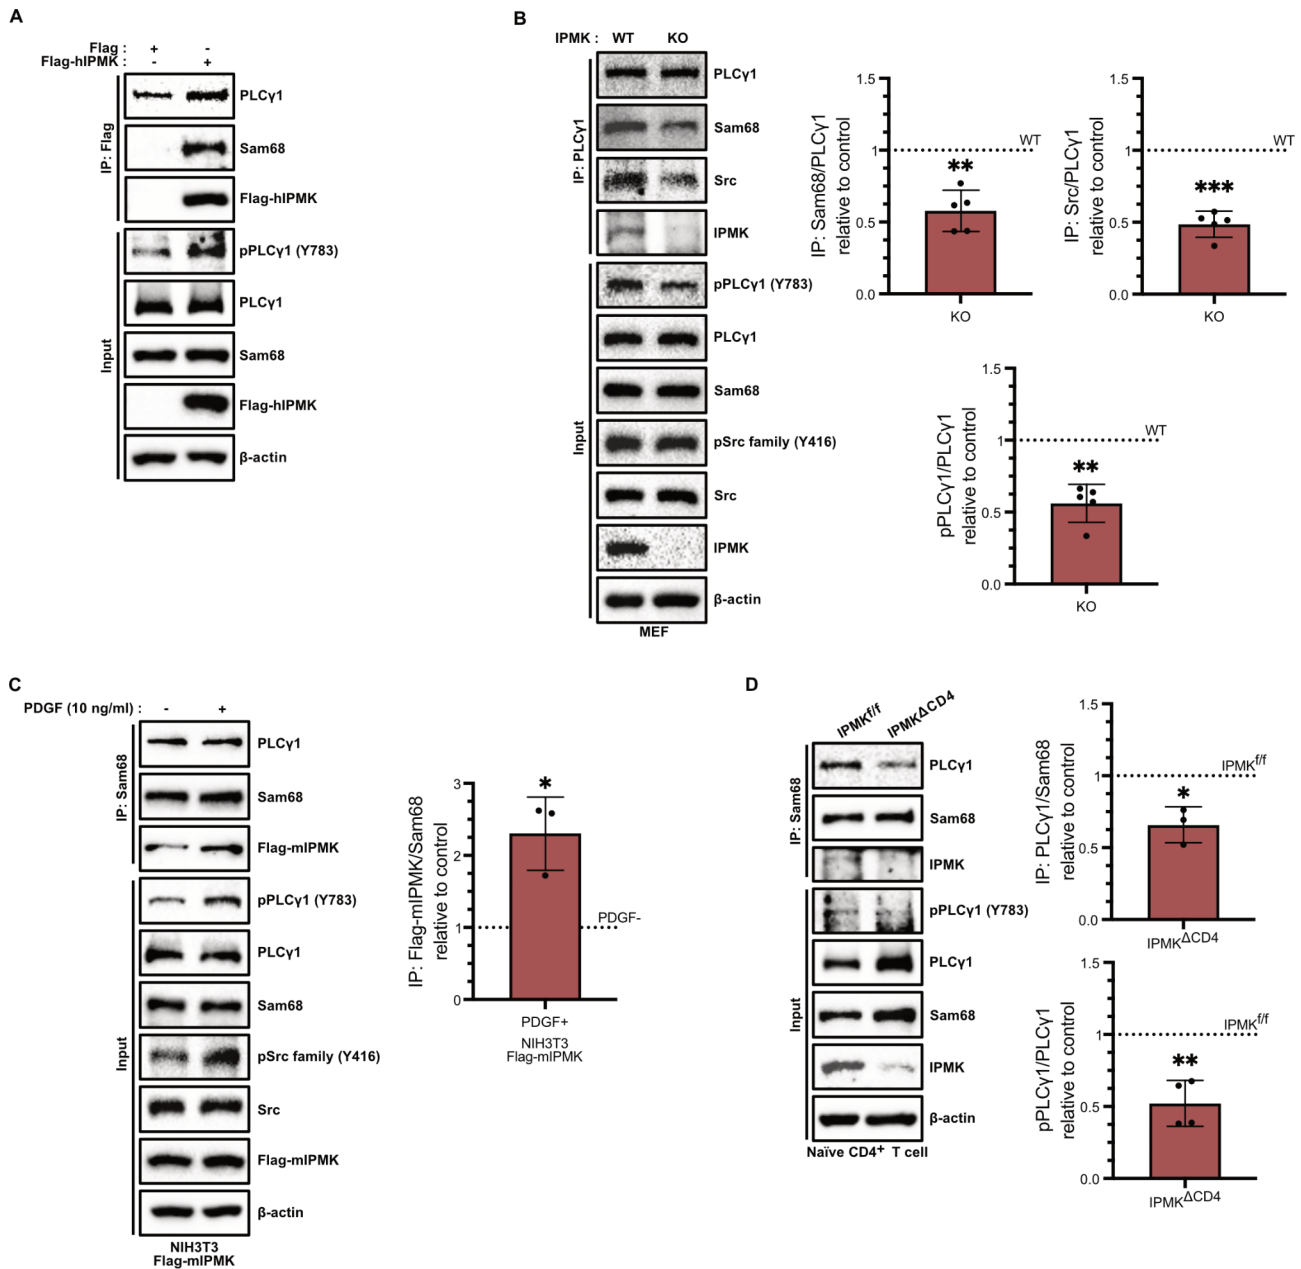 A
Flag : + -
Flag-hIPMK : - +
IP: Flag
PLCγ1
Sam68
Flag-hIPMK
Input
pPLCγ1 (Y783)
PLCγ1
Sam68
Flag-hIPMK
β-actin
B
IPMK : WT KO
IP: PLCγ1
PLCγ1
Sam68
Src
IPMK
Input
pPLCγ1 (Y783)
PLCγ1
Sam68
pSrc family (Y416)
Src
IPMK
β-actin
MEF
IP: Sam68/PLCγ1
relative to control
1.5
1
0.5
0.0
WT
**
KO
IP: Src/PLCγ1
relative to control
1.5
1
0.5
0.0
WT
***
KO
pPLCγ1/PLCγ1
relative to control
1.5
1
0.5
0.0
WT
**
KO
C
PDGF (10 ng/ml) : - +
IP: Sam68
PLCγ1
Sam68
Flag-mIPMK
Input
pPLCγ1 (Y783)
PLCγ1
Sam68
pSrc family (Y416)
Src
Flag-mIPMK
β-actin
NIH3T3
Flag-mIPMK
IP: Flag-mIPMK/Sam68
relative to control
3
2
1
0
*
PDGF-
PDGF+
NIH3T3
Flag-mIPMK
D
IPMKf/f IPMKΔCD4
IP: Sam68
PLCγ1
Sam68
IPMK
Input
pPLCγ1 (Y783)
PLCγ1
Sam68
IPMK
β-actin
Naïve CD4+ T cell
IP: PLCγ1/Sam68
relative to control
1.5
1
0.5
0.0
IPMKf/f
*
IPMKΔCD4
pPLCγ1/PLCγ1
relative to control
1.5
1
0.5
0.0
IPMKf/f
**
IPMKΔCD4